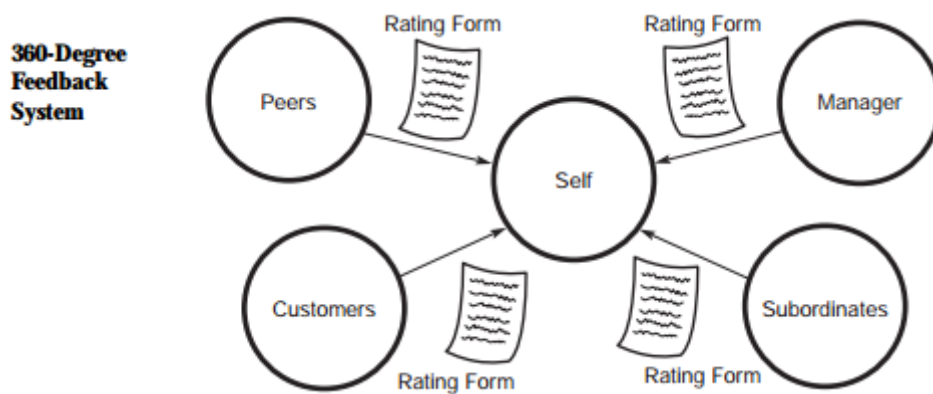 360-Degree
Feedback
System
Rating Form
Rating Form
Peers
Manager
Self
Customers
Subordinates
Rating Form
Rating Form